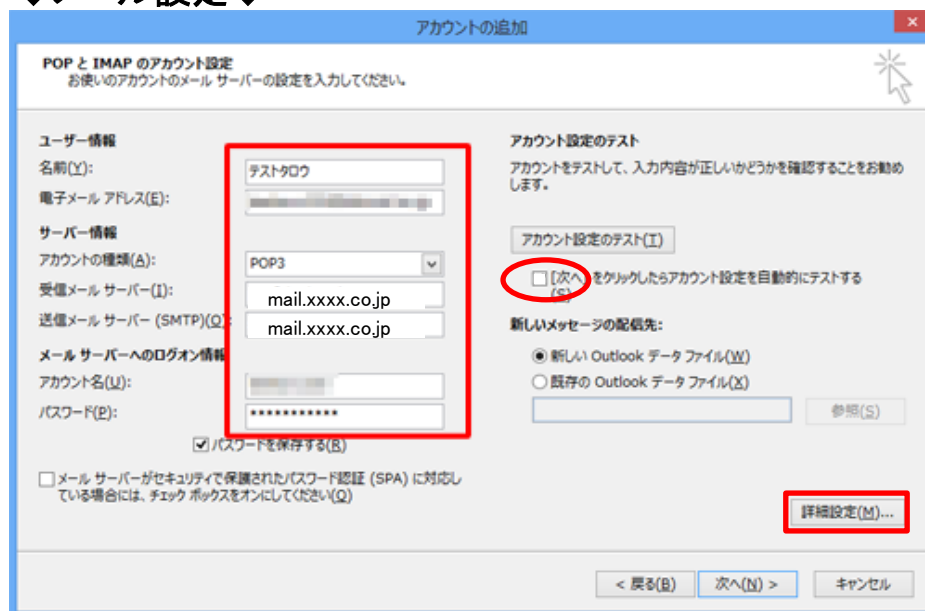 アカウントの追加
POP と IMAP のアカウント設定
お使いのアカウントのメール サーバーの設定を入力してください。
ユーザー情報
名前(Y):
テストタロウ
電子メール アドレス(E):
サーバー情報
アカウントの種類(A):
POP3
受信メール サーバー(I):
mail.xxxx.co.jp
送信メール サーバー (SMTP)(O):
mail.xxxx.co.jp
メール サーバーへのログオン情報
アカウント名(U):
パスワード(P):
***********
パスワードを保存する(R)
メール サーバーがセキュリティで保護されたパスワード認証 (SPA) に対応し
ている場合には、チェック ボックスをオンにしてください(Q)
アカウント設定のテスト
アカウントをテストして、入力内容が正しいかどうかを確認することをお勧め
します。
アカウント設定のテスト(T)
[次へ] をクリックしたらアカウント設定を自動的にテストする
(S)
新しいメッセージの配信先:
新しい Outlook データ ファイル(W)
既存の Outlook データ ファイル(X)
参照(S)
詳細設定(M)...
< 戻る(B)
次へ(N) >
キャンセル